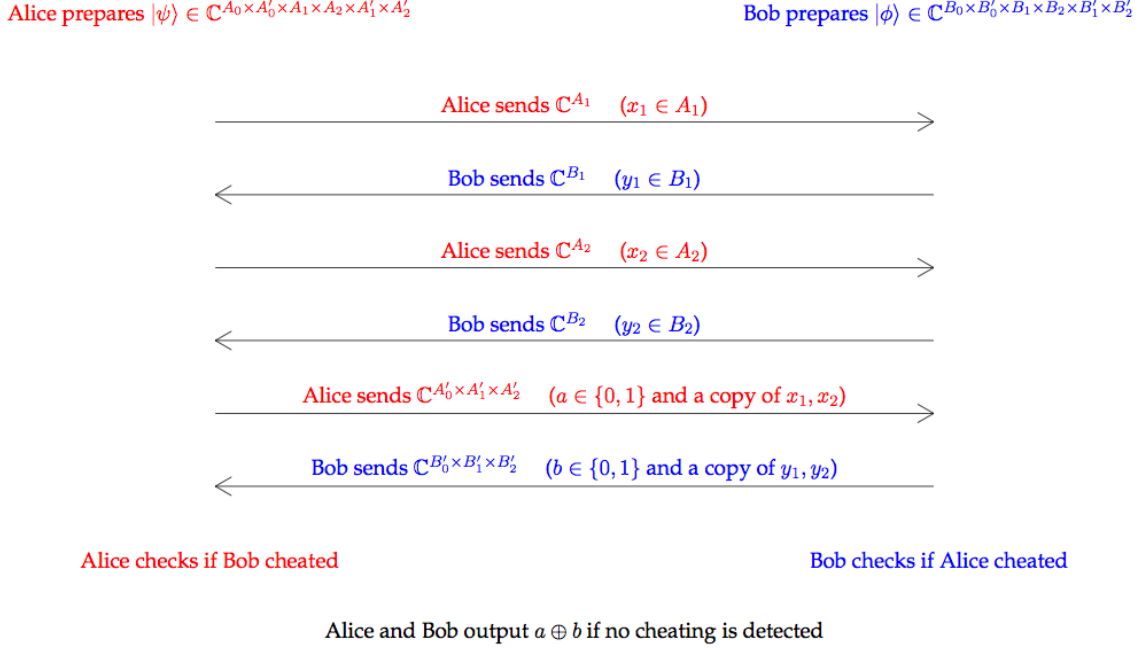 Alice prepares |ψ⟩ ∈ ℂ^{A₀×A′₀×A₁×A₂×A′₁×A′₂} Bob prepares |ϕ⟩ ∈ ℂ^{B₀×B′₀×B₁×B₂×B′₁×B′₂}
Alice sends ℂ^{A₁} (x₁ ∈ A₁)
Bob sends ℂ^{B₁} (y₁ ∈ B₁)
Alice sends ℂ^{A₂} (x₂ ∈ A₂)
Bob sends ℂ^{B₂} (y₂ ∈ B₂)
Alice sends ℂ^{A′₀×A′₁×A′₂} (a ∈ {0, 1} and a copy of x₁, x₂)
Bob sends ℂ^{B′₀×B′₁×B′₂} (b ∈ {0, 1} and a copy of y₁, y₂)
Alice checks if Bob cheated Bob checks if Alice cheated
Alice and Bob output a ⊕ b if no cheating is detected